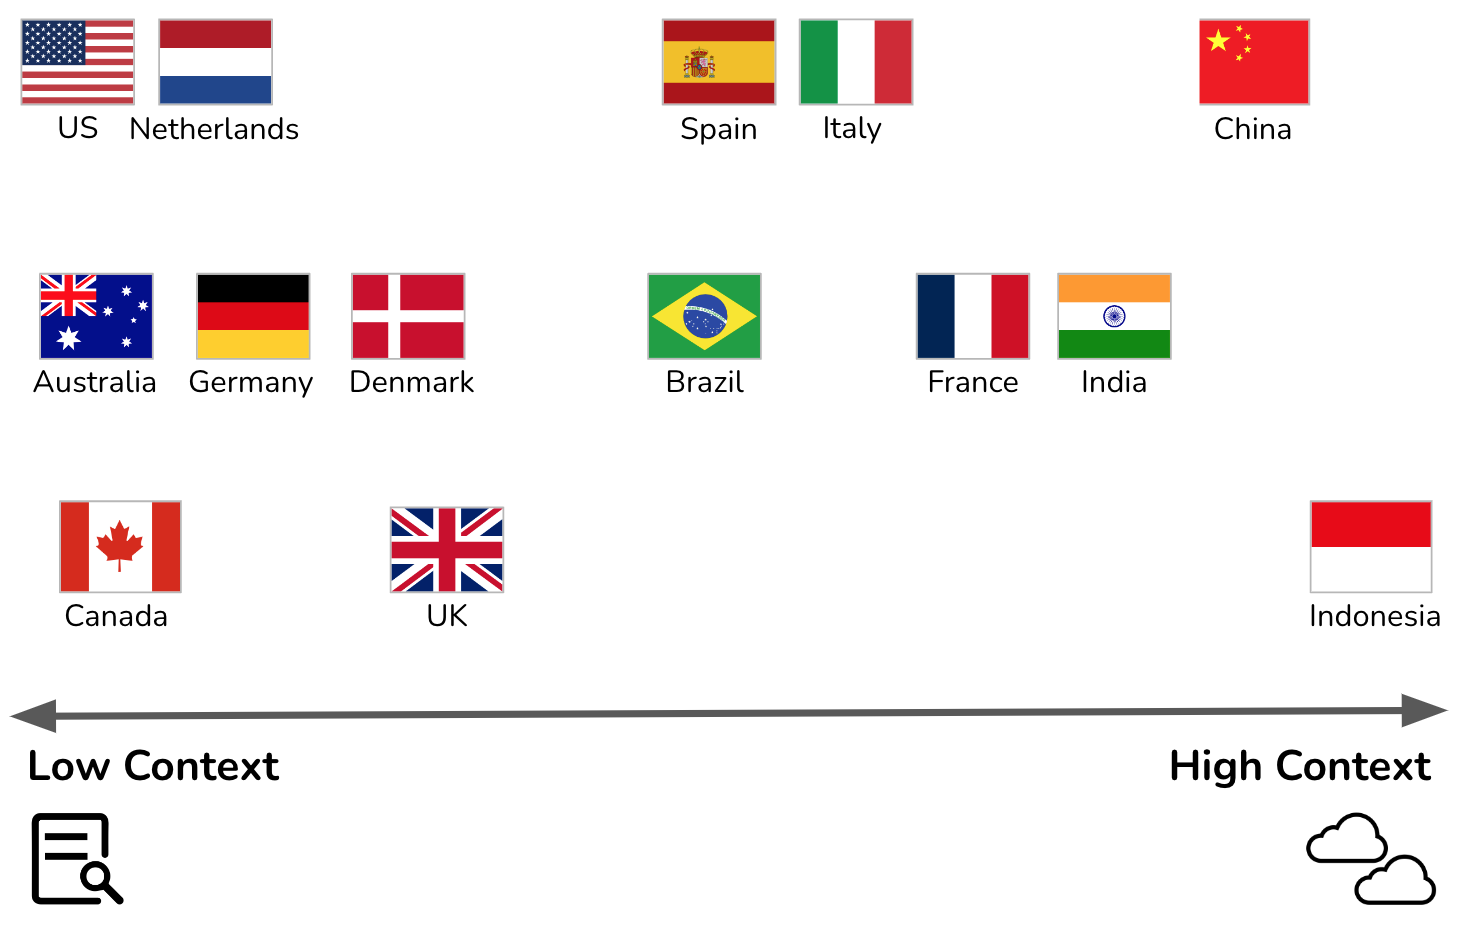 US
Netherlands
Spain
Italy
China
Australia
Germany
Denmark
Brazil
France
India
Canada
UK
Indonesia
Low Context
High Context